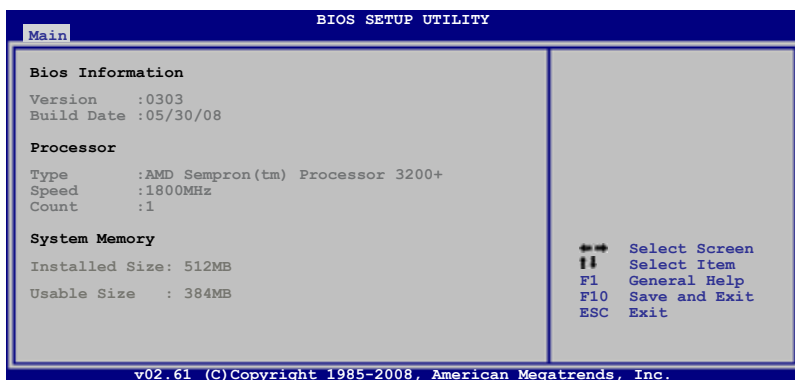 BIOS SETUP UTILITY
Main
Bios Information
Version :0303
Build Date :05/30/08
Processor
Type :AMD Sempron(tm) Processor 3200+
Speed :1800MHz
Count :1
System Memory
Installed Size: 512MB
Usable Size : 384MB
Select Screen
Select Item
F1 General Help
F10 Save and Exit
ESC Exit
v02.61 (C)Copyright 1985-2008, American Megatrends, Inc.